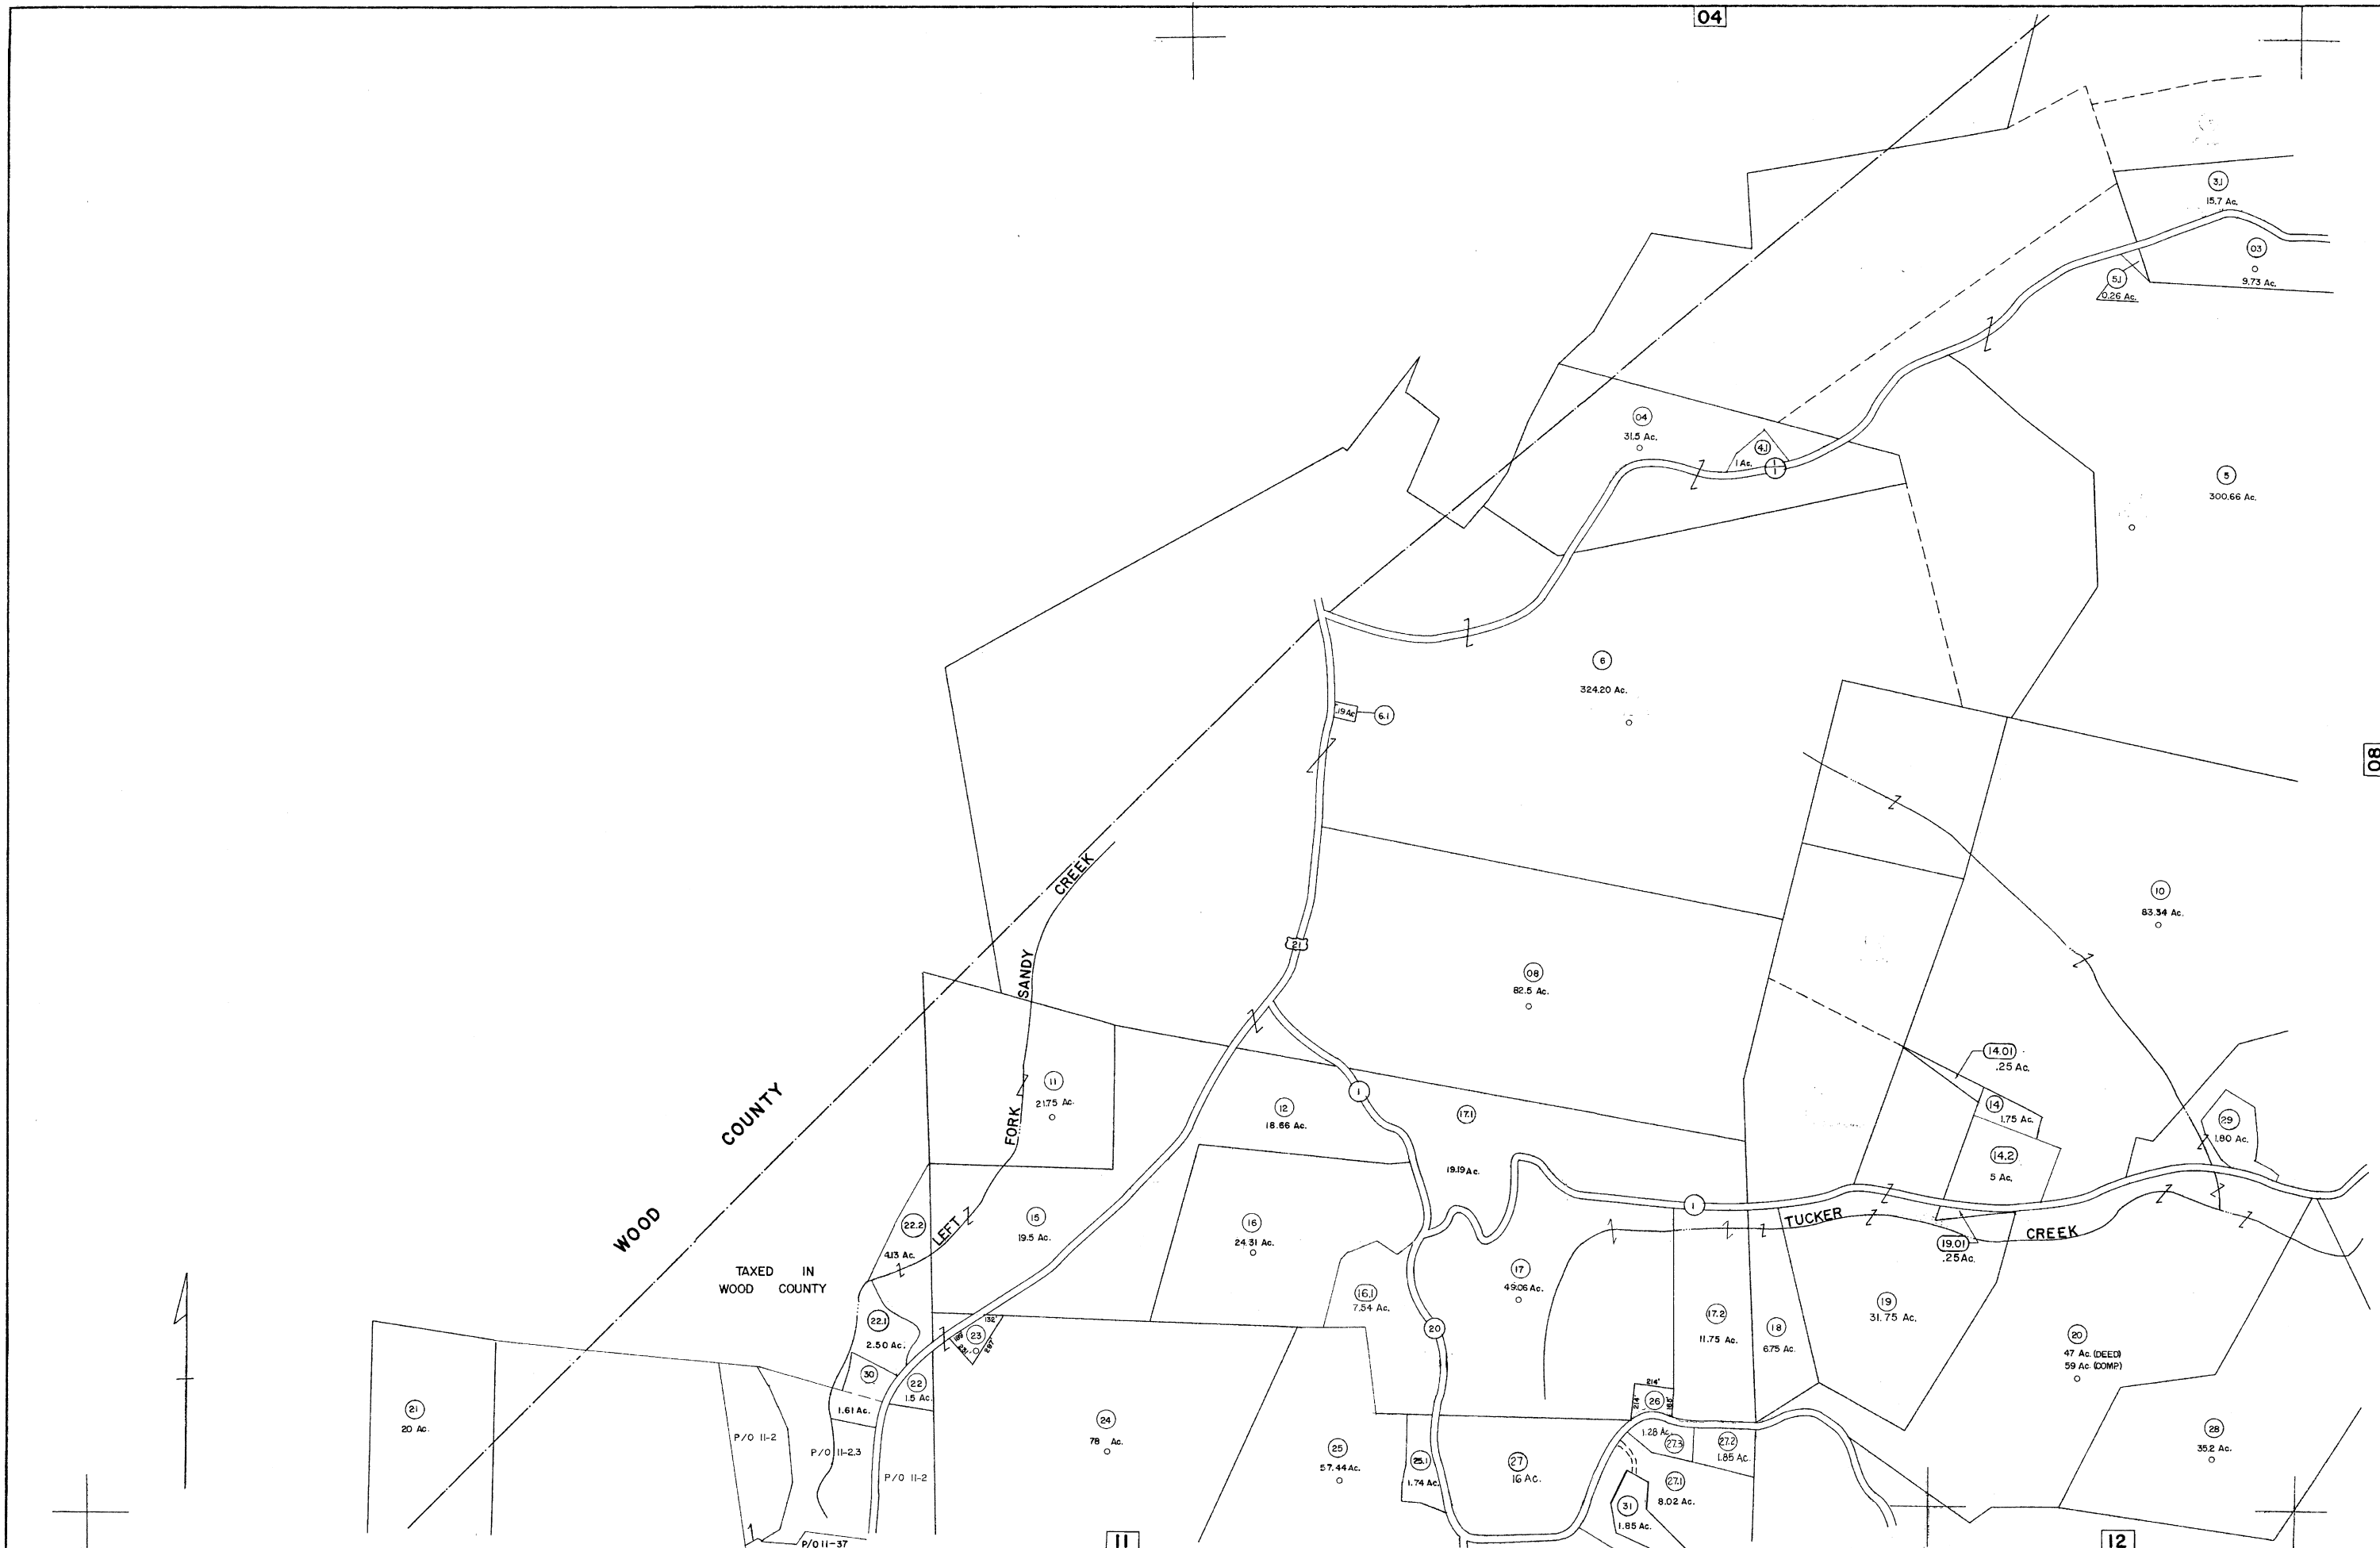 04
3.1
15.7 Ac.
03
9.73 Ac.
5.1
0.26 Ac.
04
31.5 Ac.
4.1
1 Ac.
1
1
5
300.66 Ac.
6
324.20 Ac.
.19 Ac
6.1
08
CREEK
SANDY
FORK
LEFT
21
10
83.34 Ac.
08
82.5 Ac.
14.01
.25 Ac.
11
21.75 Ac.
12
18.66 Ac.
1
17.1
19.19 Ac.
14
1.75 Ac.
29
1.80 Ac.
14.2
5 Ac.
WOOD COUNTY
22.2
4.13 Ac.
15
19.5 Ac.
16
24.31 Ac.
1
TUCKER CREEK
19.01
.25 Ac.
TAXED IN
WOOD COUNTY
16.1
7.54 Ac.
17
49.06 Ac.
17.2
11.75 Ac.
18
6.75 Ac.
19
31.75 Ac.
20
47 Ac. (DEED)
59 Ac. (COMP)
22.1
2.50 Ac.
23
132'
231'
297'
20
30
1.61 Ac.
22
1.5 Ac.
21
20 Ac.
P/O 11-2
P/O 11-2.3
P/O 11-2
24
78 Ac.
25
57.44 Ac.
25.1
1.74 Ac.
27
16 Ac.
214'
214'
26
1.28 Ac.
27.3
27.2
1.85 Ac.
27.1
8.02 Ac.
31
1.85 Ac.
28
35.2 Ac.
P/O 11-37
11
12